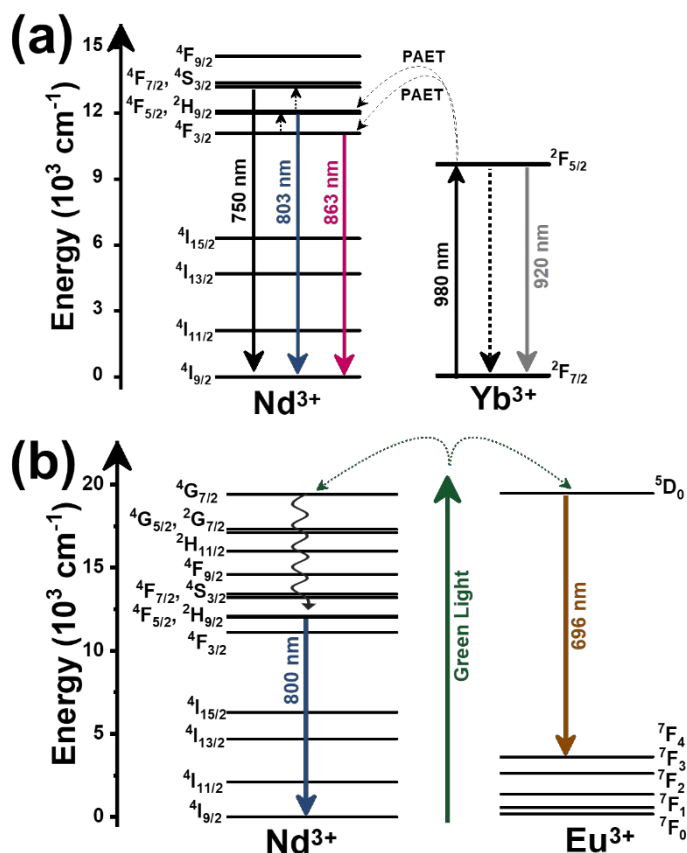 (a)
15
12
9
6
3
0
Energy (10³ cm⁻¹)
⁴F₉/₂
⁴F₇/₂, ⁴S₃/₂
⁴F₅/₂, ²H₉/₂
⁴F₃/₂
⁴I₁₅/₂
⁴I₁₃/₂
⁴I₁₁/₂
⁴I₉/₂
750 nm
803 nm
863 nm
Nd³⁺
PAET
PAET
²F₅/₂
980 nm
920 nm
²F₇/₂
Yb³⁺
(b)
20
15
10
5
0
Energy (10³ cm⁻¹)
⁴G₇/₂
⁴G₅/₂, ²G₇/₂
²H₁₁/₂
⁴F₉/₂
⁴F₇/₂, ⁴S₃/₂
⁴F₅/₂, ²H₉/₂
⁴F₃/₂
⁴I₁₅/₂
⁴I₁₃/₂
⁴I₁₁/₂
⁴I₉/₂
800 nm
Nd³⁺
Green Light
⁵D₀
696 nm
⁷F₄
⁷F₃
⁷F₂
⁷F₁
⁷F₀
Eu³⁺